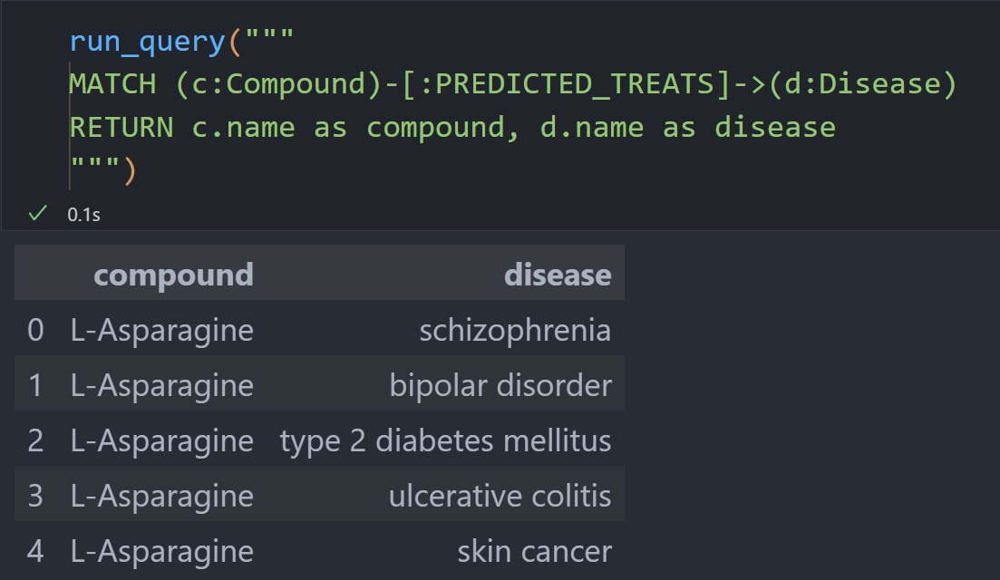 run_query("""
MATCH (c:Compound)-[:PREDICTED_TREATS]->(d:Disease)
RETURN c.name as compound, d.name as disease
""")
0.1s
compound disease
0 L-Asparagine schizophrenia
1 L-Asparagine bipolar disorder
2 L-Asparagine type 2 diabetes mellitus
3 L-Asparagine ulcerative colitis
4 L-Asparagine skin cancer